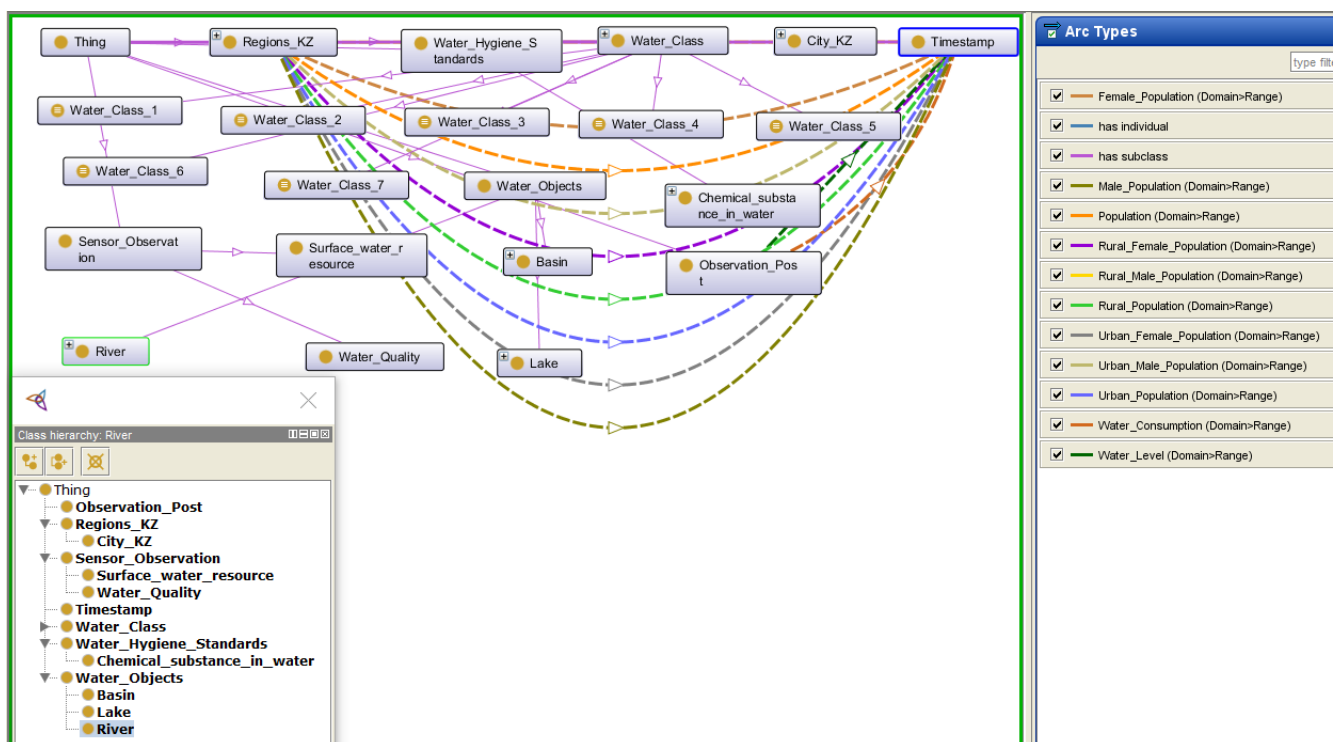 Thing
Regions_KZ
Water_Hygiene_S
tandards
Water_Class
City_KZ
Timestamp
Water_Class_1
Water_Class_2
Water_Class_3
Water_Class_4
Water_Class_5
Water_Class_6
Water_Class_7
Water_Objects
Chemical_substa
nce_in_water
Sensor_Observat
ion
Surface_water_r
esource
Basin
Observation_Pos
t
River
Water_Quality
Lake
Class hierarchy: River
Thing
Observation_Post
Regions_KZ
City_KZ
Sensor_Observation
Surface_water_resource
Water_Quality
Timestamp
Water_Class
Water_Hygiene_Standards
Chemical_substance_in_water
Water_Objects
Basin
Lake
River
Arc Types
type filte
Female_Population (Domain>Range)
has individual
has subclass
Male_Population (Domain>Range)
Population (Domain>Range)
Rural_Female_Population (Domain>Range)
Rural_Male_Population (Domain>Range)
Rural_Population (Domain>Range)
Urban_Female_Population (Domain>Range)
Urban_Male_Population (Domain>Range)
Urban_Population (Domain>Range)
Water_Consumption (Domain>Range)
Water_Level (Domain>Range)